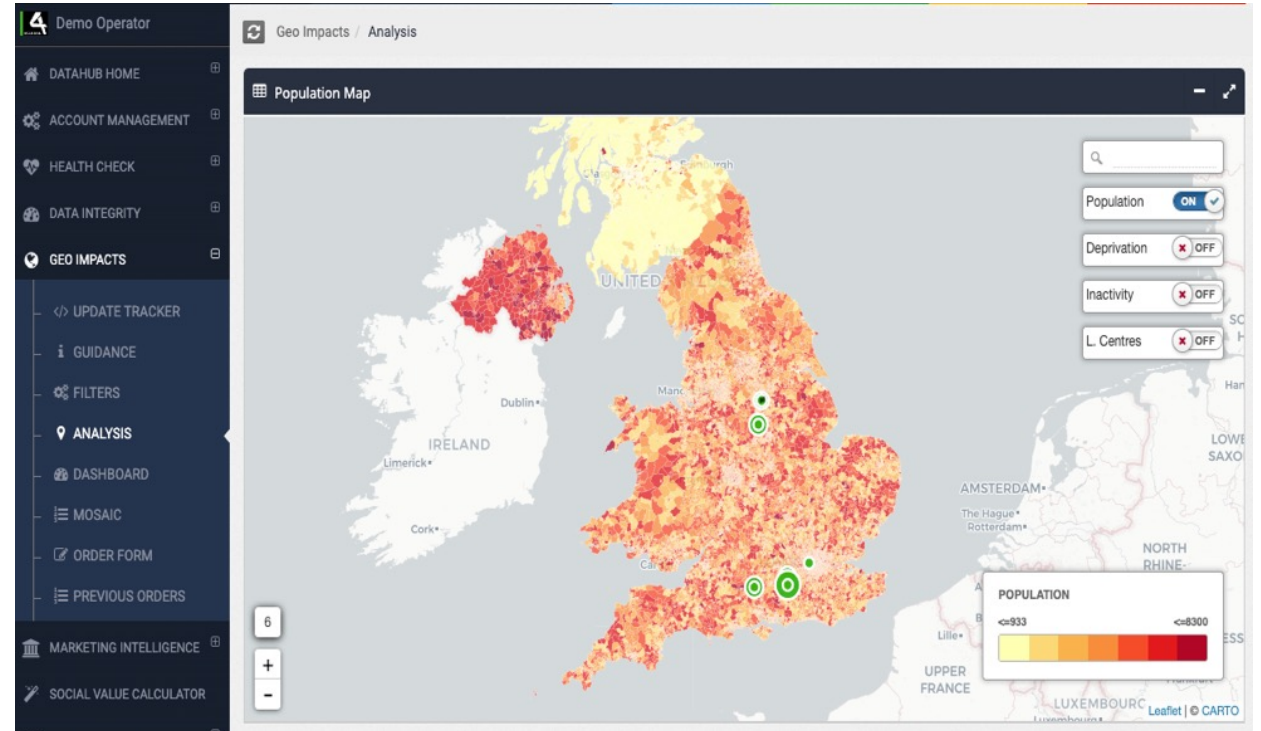 4 Demo Operator
DATAHUB HOME
ACCOUNT MANAGEMENT
HEALTH CHECK
DATA INTEGRITY
GEO IMPACTS
</> UPDATE TRACKER
i GUIDANCE
FILTERS
ANALYSIS
DASHBOARD
MOSAIC
ORDER FORM
PREVIOUS ORDERS
MARKETING INTELLIGENCE
SOCIAL VALUE CALCULATOR
Geo Impacts / Analysis
Population Map
Population ON
Deprivation OFF
Inactivity OFF
L. Centres OFF
UNITED
Dublin
IRELAND
Limerick
Cork
AMSTERDAM
The Hague
Rotterdam
NORTH
RHINE-
Lille
UPPER
FRANCE
LUXEMBOURG
6
+
-
POPULATION
<=933 <=8300
Leaflet | © CARTO